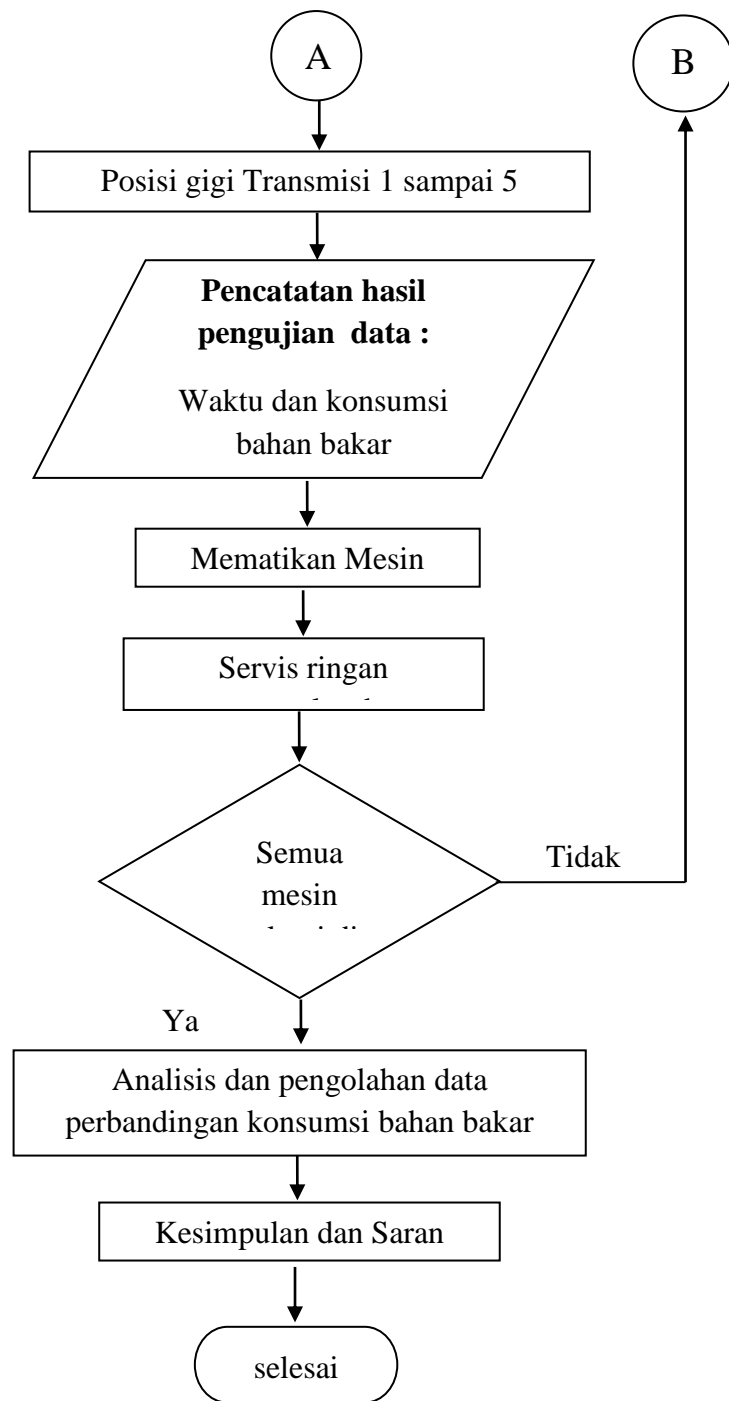 A
B
Posisi gigi Transmisi 1 sampai 5
Pencatatan hasil
pengujian data :
Waktu dan konsumsi
bahan bakar
Mematikan Mesin
Servis ringan
Semua
mesin
Tidak
Ya
Analisis dan pengolahan data
perbandingan konsumsi bahan bakar
Kesimpulan dan Saran
selesai